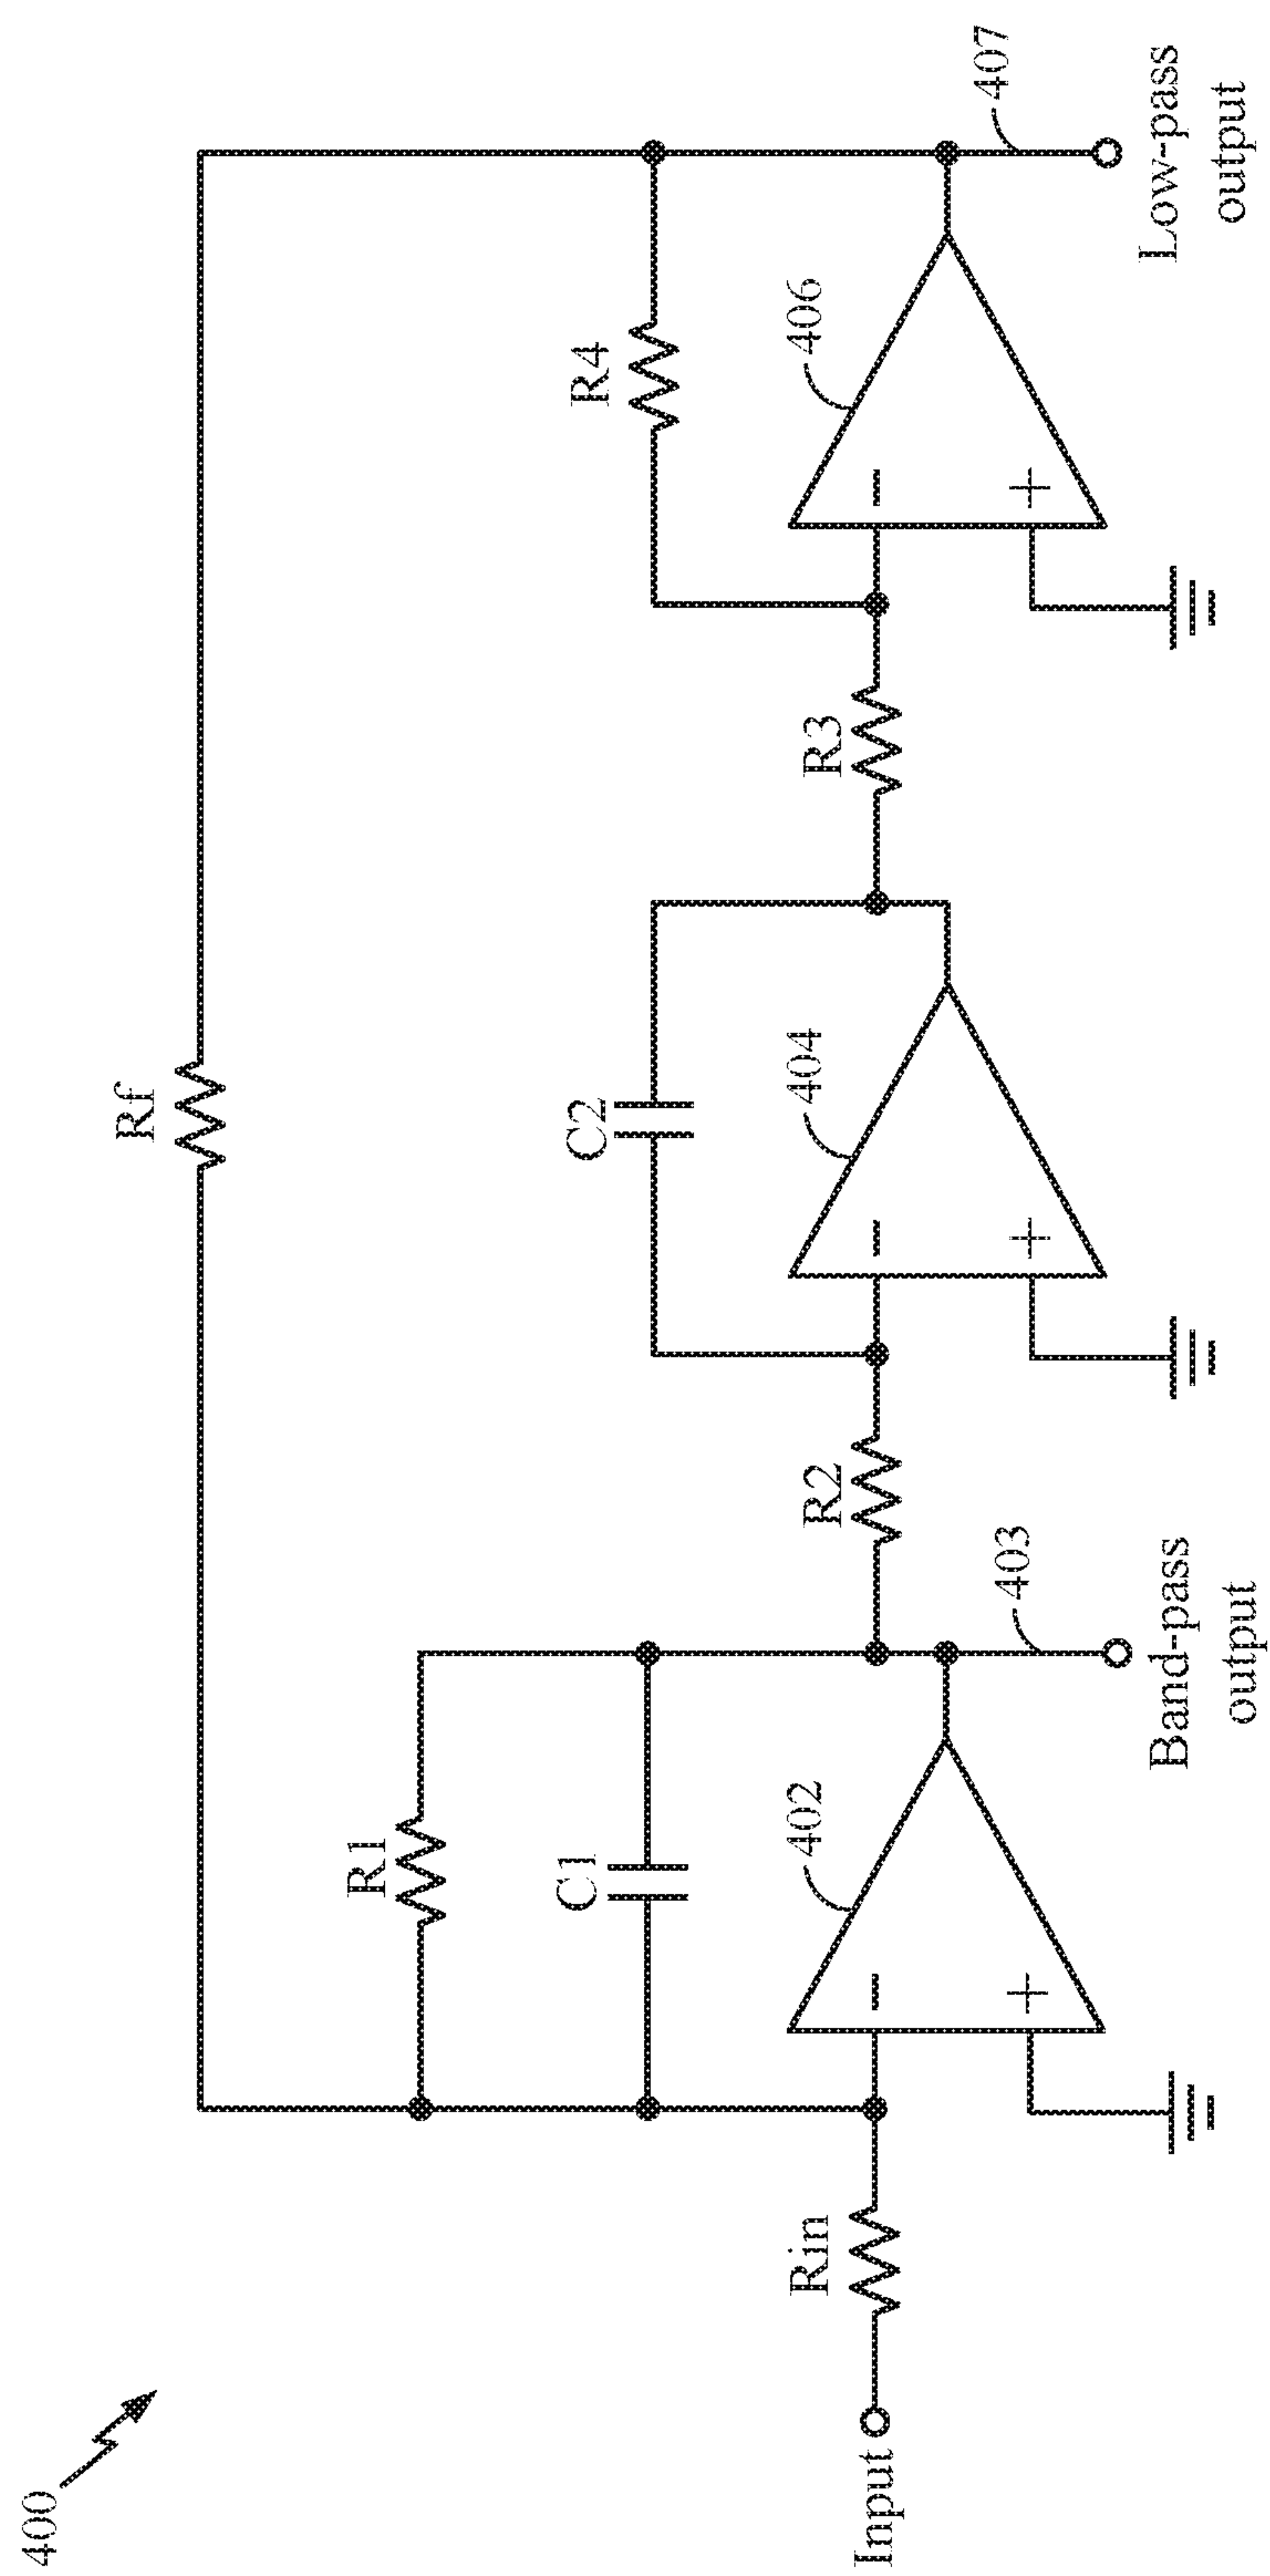 400
Rf
R1
C1
C2
R4
Rin
R2
R3
402
404
406
Input
403
407
Band-pass
output
Low-pass
output
−
+
−
+
−
+